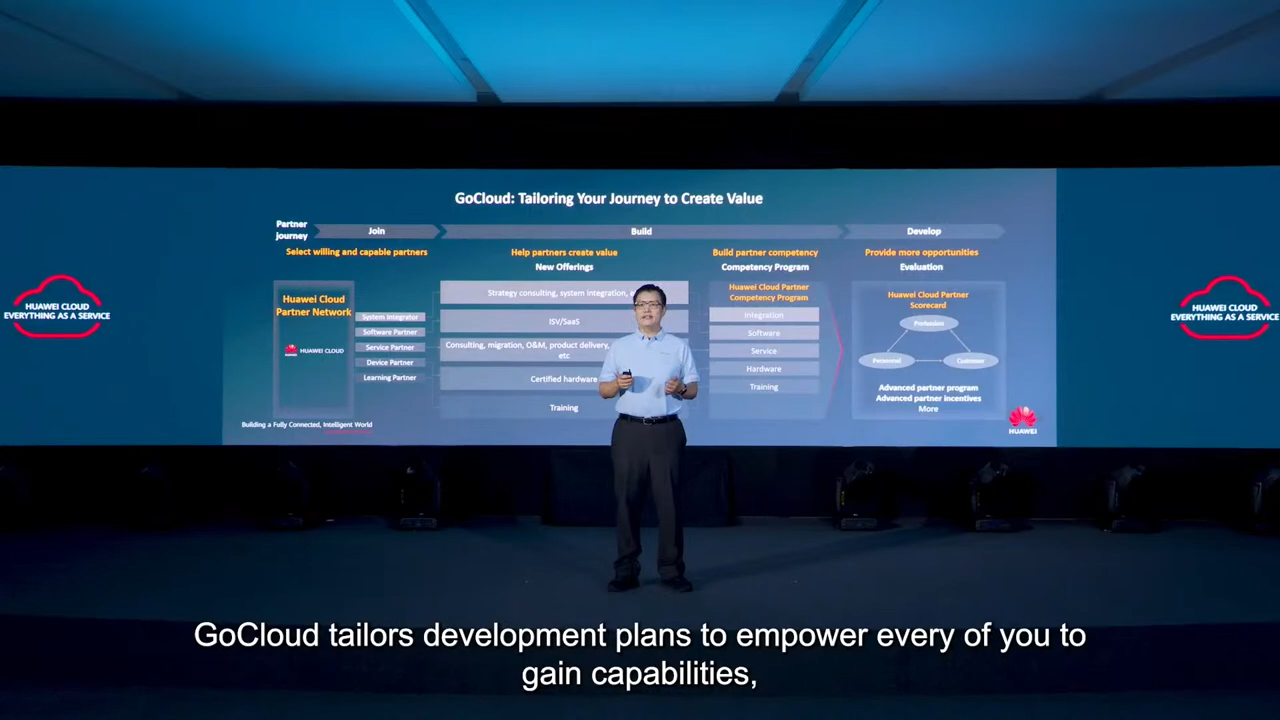 GoCloud: Tailoring Your Journey to Create Value
Partner
journey
Join
Build
Develop
Select willing and capable partners
Help partners create value
Build partner competency
Provide more opportunities
New Offerings
Competency Program
Evaluation
Huawei Cloud
Partner Network
HUAWEI CLOUD
System Integrator
Software Partner
Service Partner
Device Partner
Learning Partner
Strategy consulting, system integration,
ISV/SaaS
Consulting, migration, O&M, product delivery,
etc
Certified hardware
Training
Huawei Cloud Partner
Competency Program
Integration
Software
Service
Hardware
Training
Huawei Cloud Partner
Scorecard
Profession
Personnel
Customer
Advanced partner program
Advanced partner incentives
More
Building a Fully Connected, Intelligent World
HUAWEI
HUAWEI CLOUD
EVERYTHING AS A SERVICE
HUAWEI CLOUD
EVERYTHING AS A SERVICE
GoCloud tailors development plans to empower every of you to
gain capabilities,